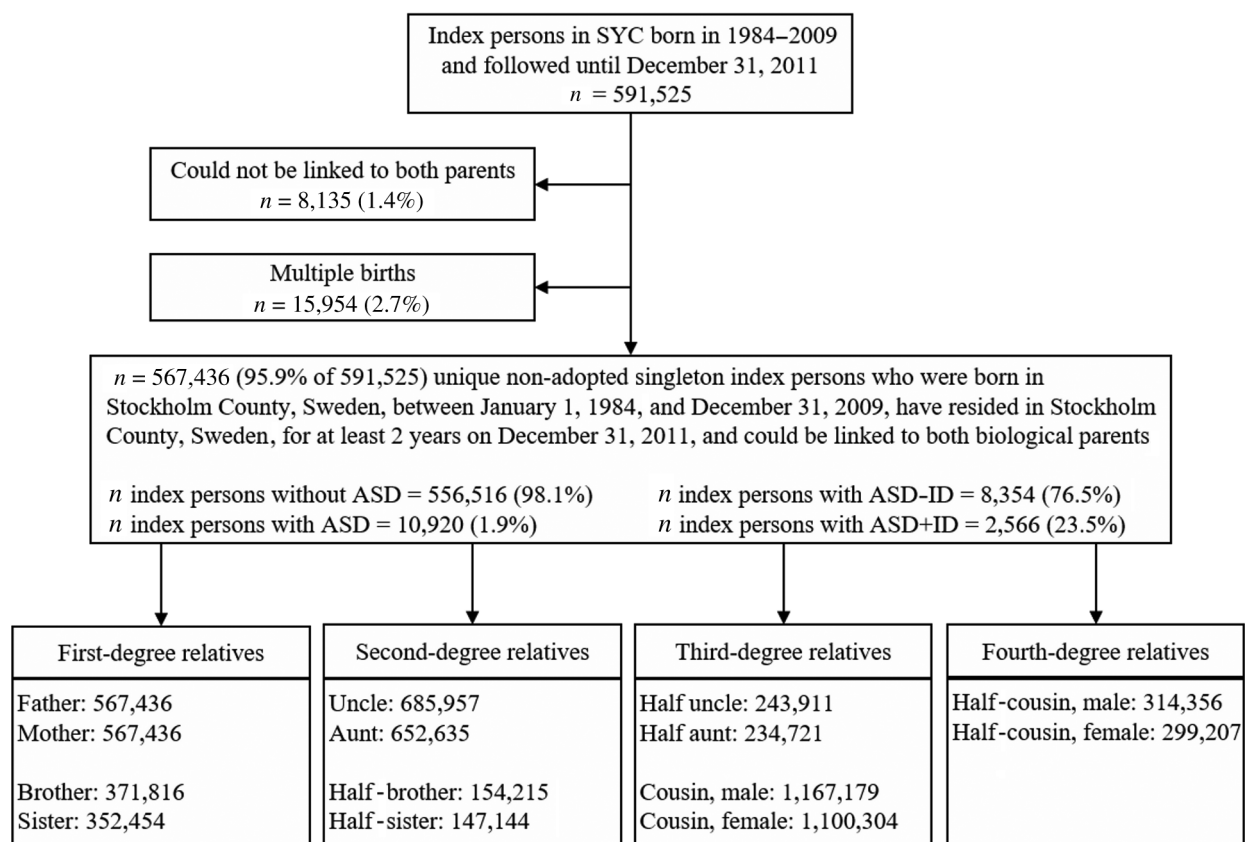 Index persons in SYC born in 1984–2009
and followed until December 31, 2011
n = 591,525
Could not be linked to both parents
n = 8,135 (1.4%)
Multiple births
n = 15,954 (2.7%)
n = 567,436 (95.9% of 591,525) unique non-adopted singleton index persons who were born in
Stockholm County, Sweden, between January 1, 1984, and December 31, 2009, have resided in Stockholm
County, Sweden, for at least 2 years on December 31, 2011, and could be linked to both biological parents
n index persons without ASD = 556,516 (98.1%)
n index persons with ASD = 10,920 (1.9%)
n index persons with ASD-ID = 8,354 (76.5%)
n index persons with ASD+ID = 2,566 (23.5%)
First-degree relatives
Father: 567,436
Mother: 567,436
Brother: 371,816
Sister: 352,454
Second-degree relatives
Uncle: 685,957
Aunt: 652,635
Half-brother: 154,215
Half-sister: 147,144
Third-degree relatives
Half uncle: 243,911
Half aunt: 234,721
Cousin, male: 1,167,179
Cousin, female: 1,100,304
Fourth-degree relatives
Half-cousin, male: 314,356
Half-cousin, female: 299,207